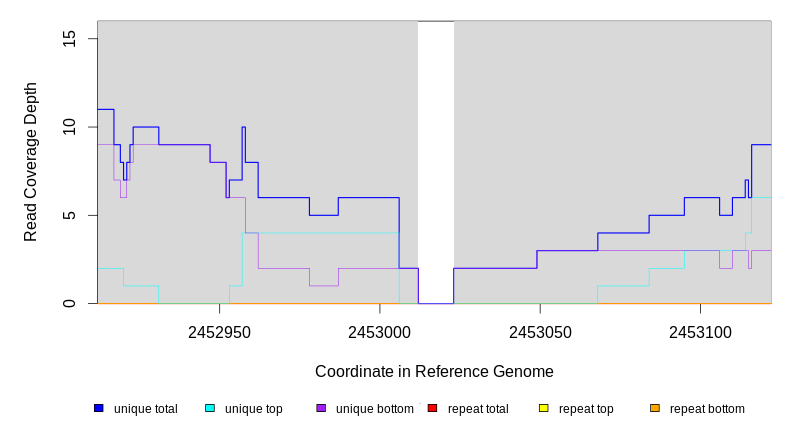 Read Coverage Depth
15
10
5
0
2452950 2453000 2453050 2453100
Coordinate in Reference Genome
unique total unique top unique bottom repeat total repeat top repeat bottom